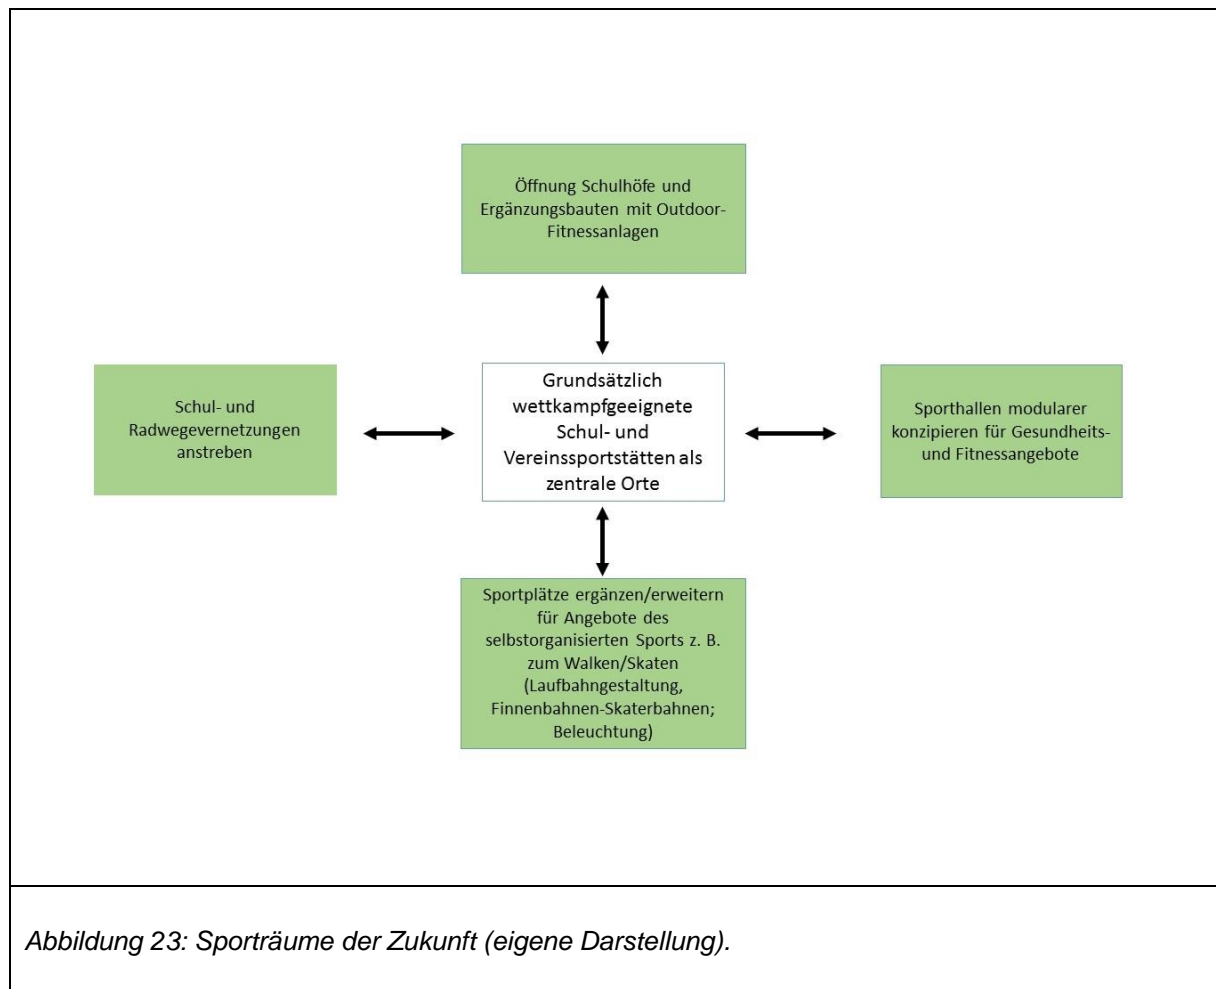 Öffnung Schulhöfe und
Ergänzungsbauten mit Outdoor-
Fitnessanlagen
Schul- und
Radwegevernetzungen
anstreben
Grundsätzlich
wettkampfgeeignete
Schul- und
Vereinssportstätten als
zentrale Orte
Sporthallen modularer
konzipieren für Gesundheits-
und Fitnessangebote
Sportplätze ergänzen/erweitern
für Angebote des
selbstorganisierten Sports z. B.
zum Walken/Skaten
(Laufbahngestaltung,
Finnenbahnen-Skaterbahnen;
Beleuchtung)
Abbildung 23: Sporträume der Zukunft (eigene Darstellung).